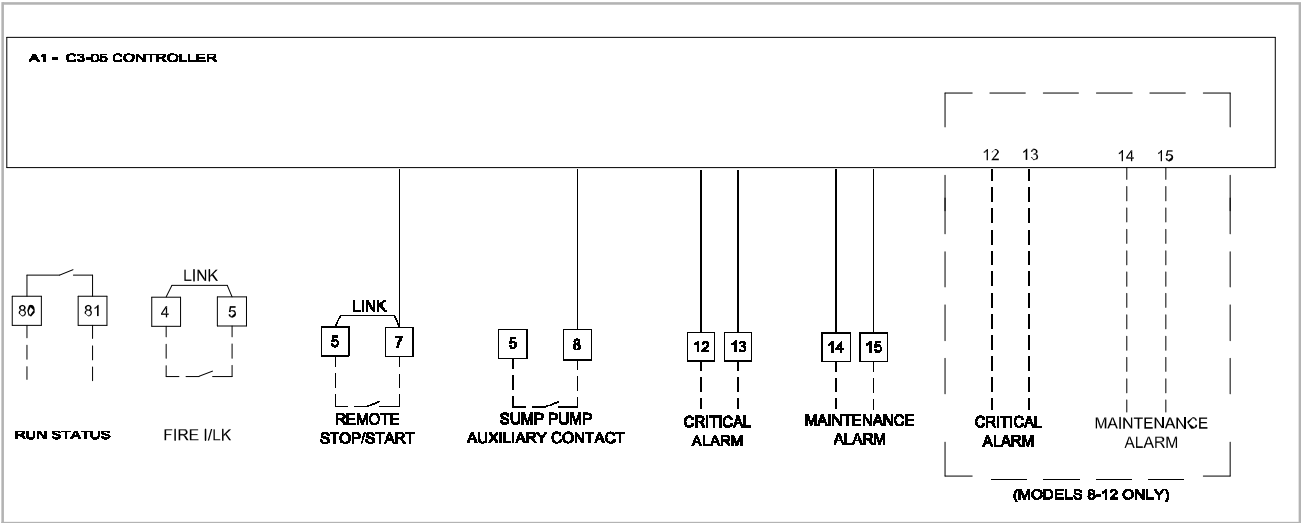 A1 - C3-05 CONTROLLER
12 13 14 15
LINK
80 81 4 5
LINK
5 7 5 8 12 13 14 15
RUN STATUS
FIRE I/LK
REMOTE
STOP/START
SUMP PUMP
AUXILIARY CONTACT
CRITICAL
ALARM
MAINTENANCE
ALARM
CRITICAL
ALARM
MAINTENANCE
ALARM
(MODELS 8-12 ONLY)